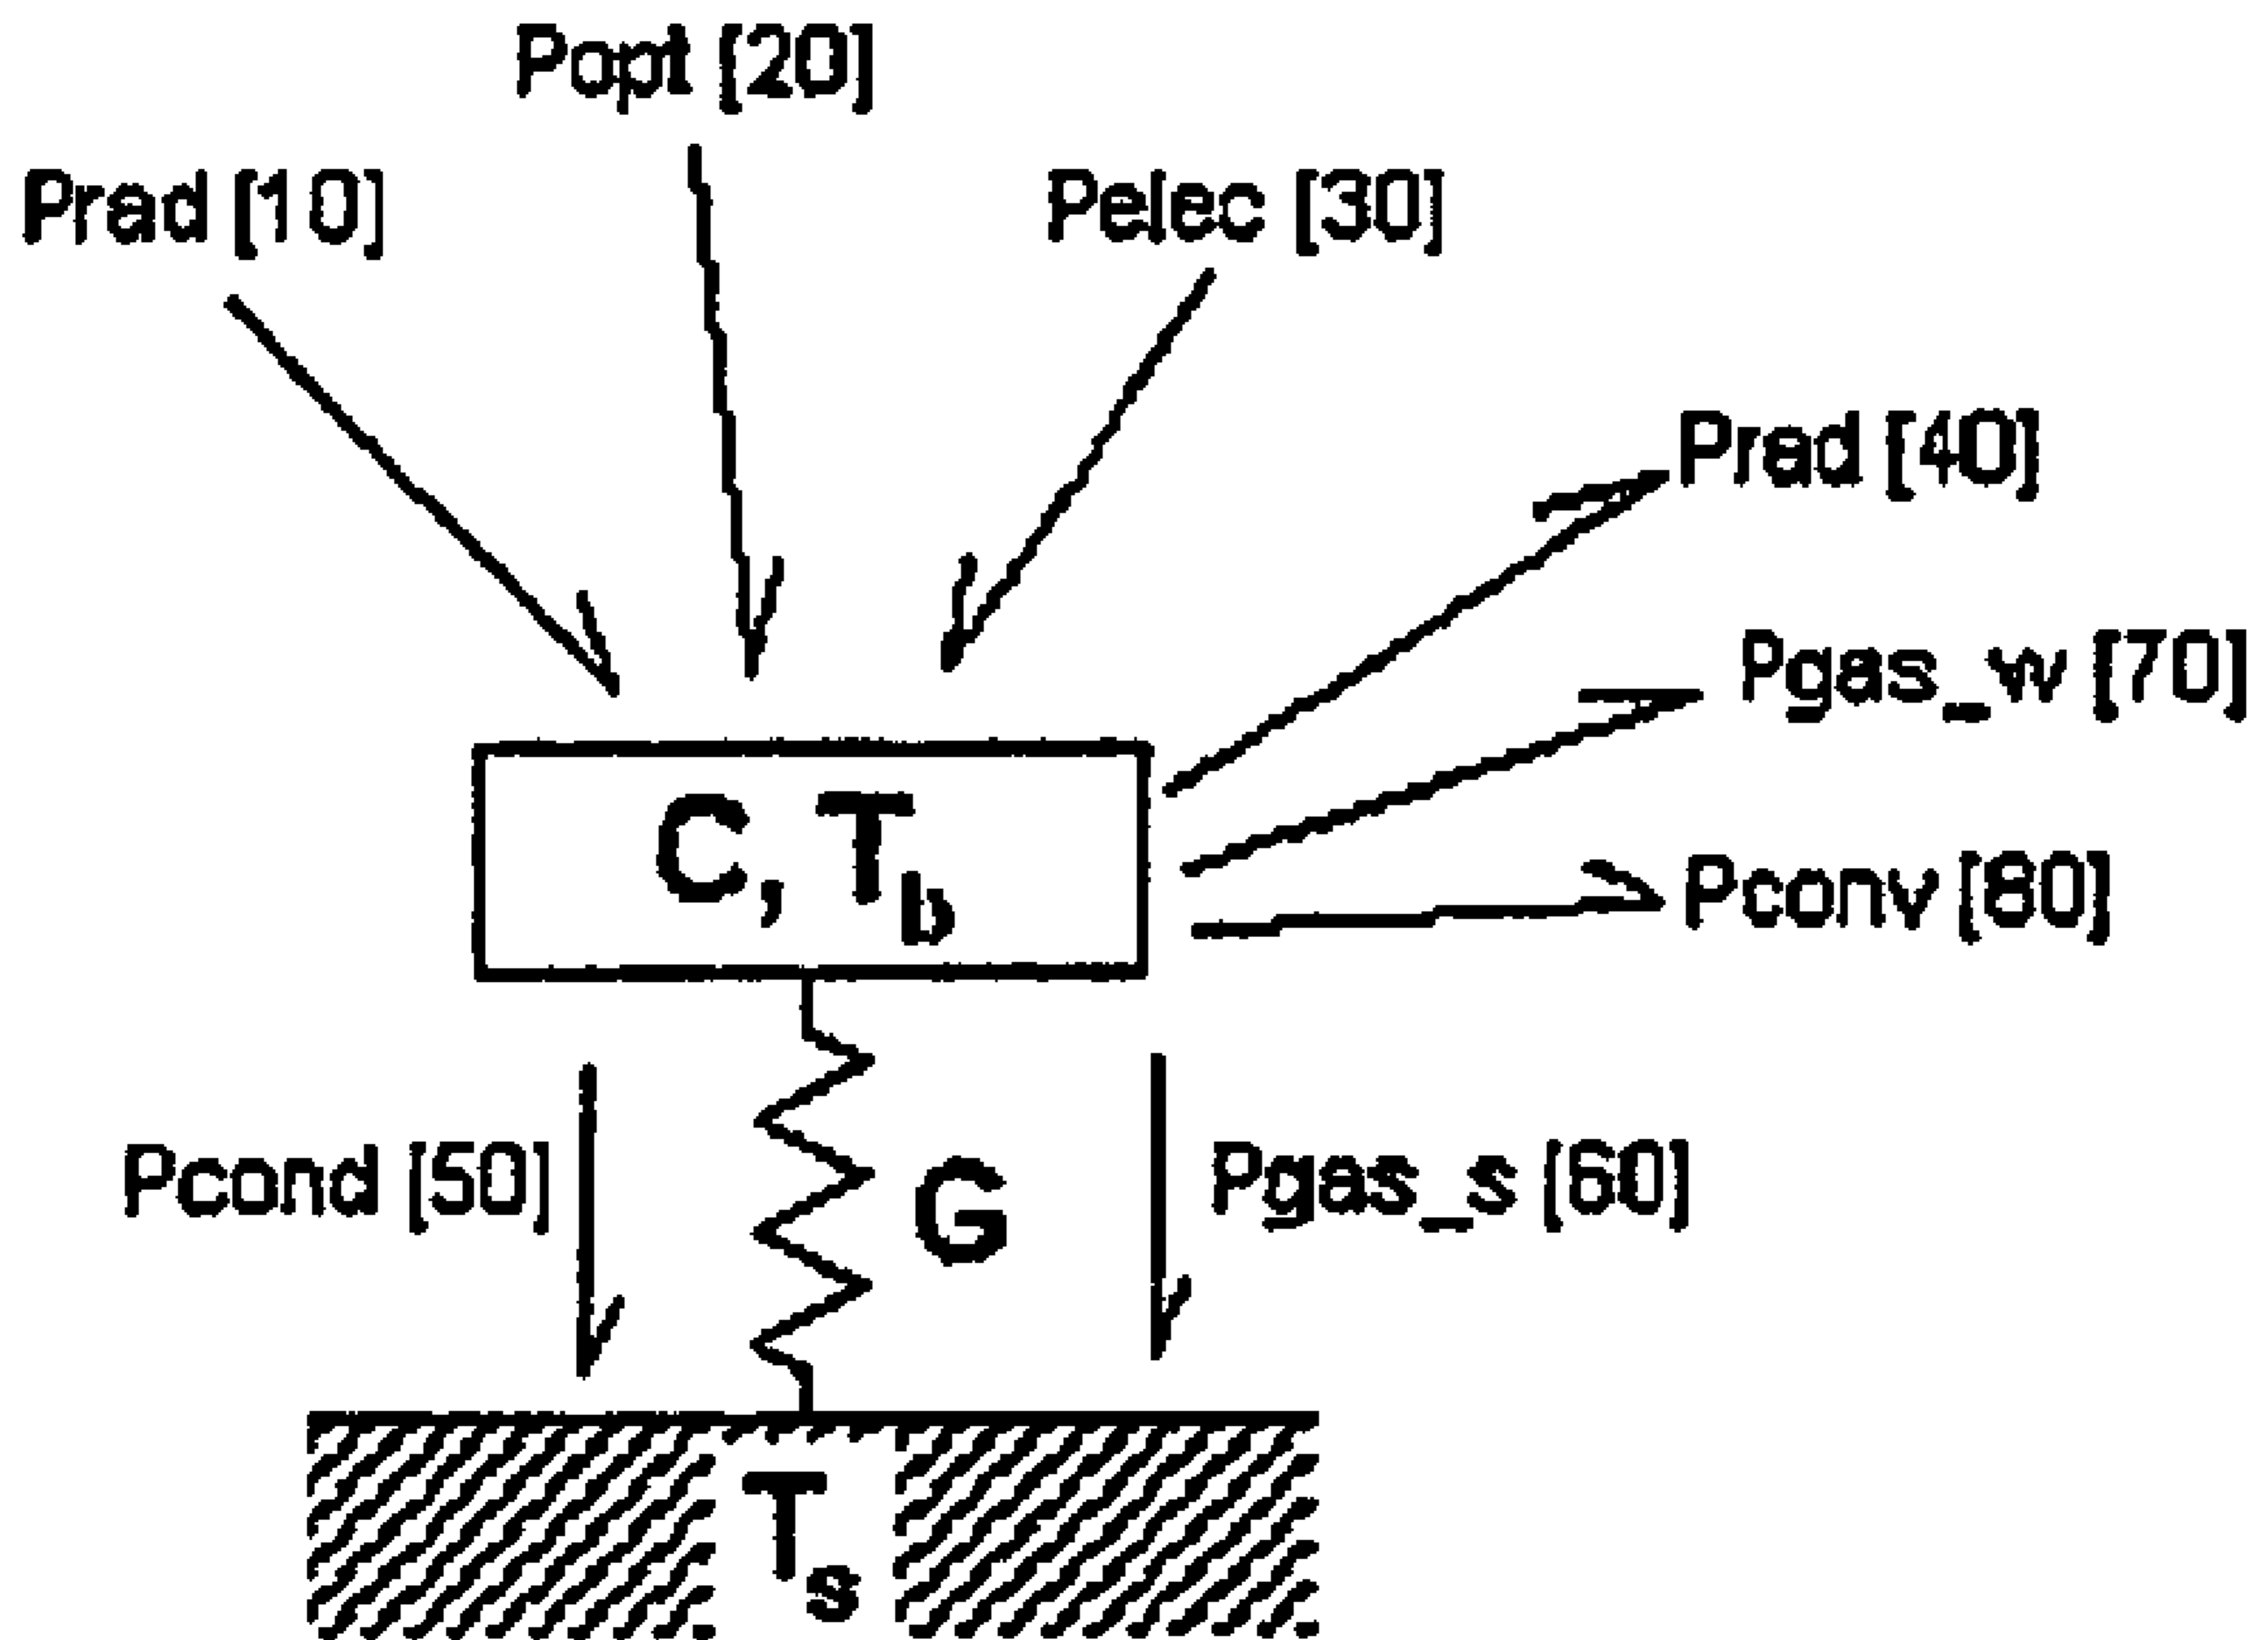 Popt [20]
Prad [10]
Pelec [30]
Prad [40]
Pgas_w [70]
C, Tb
Pconv [80]
Pcond [50]
G
Pgas_s [60]
Ts